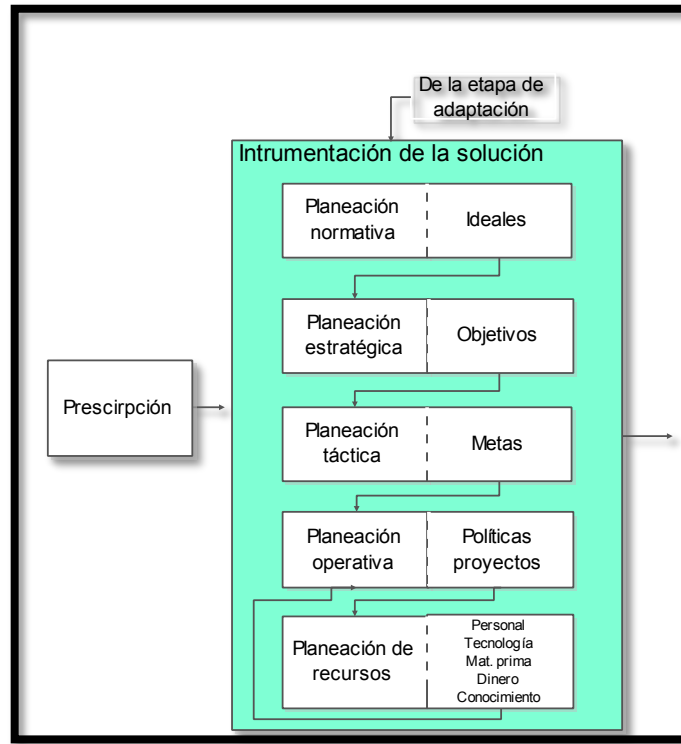 De la etapa de
adaptación
Intrumentación de la solución
Planeación
normativa
Ideales
Planeación
estratégica
Objetivos
Prescirpción
Planeación
táctica
Metas
Planeación
operativa
Políticas
proyectos
Planeación de
recursos
Personal
Tecnología
Mat. prima
Dinero
Conocimiento